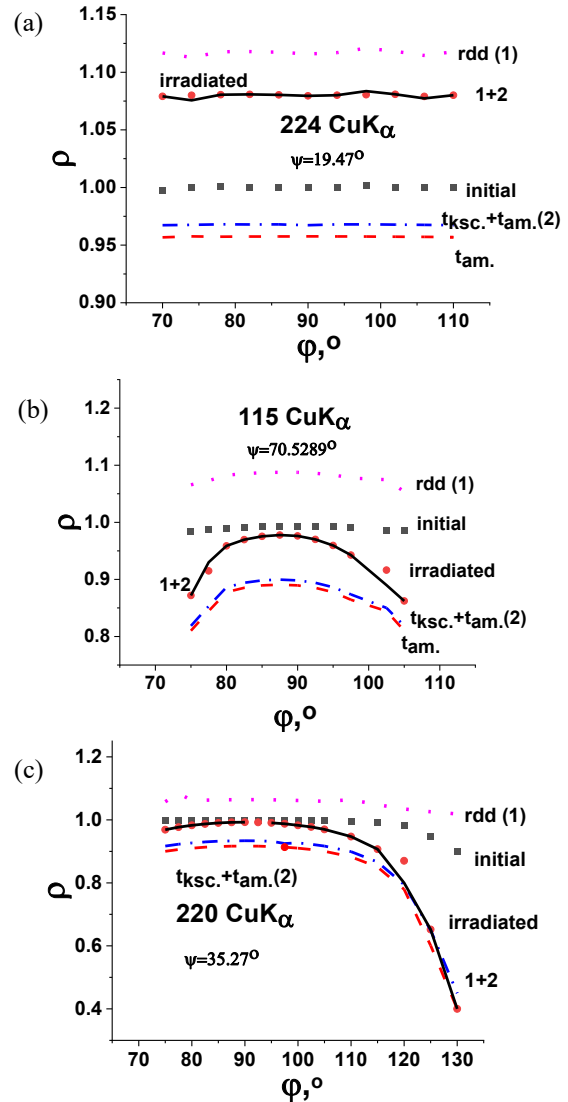 (a)
1.15
1.10
1.05
1.00
0.95
0.90
ρ
rdd (1)
irradiated
1+2
224 CuKα
ψ=19.47o
initial
tksc.+tam.(2)
tam.
70 80 90 100 110
φ,o
(b)
1.2
1.1
1.0
0.9
0.8
ρ
115 CuKα
ψ=70.5289o
rdd (1)
initial
irradiated
1+2
tksc.+tam.(2)
tam.
70 80 90 100 110
φ,o
(c)
1.2
1.0
0.8
0.6
0.4
ρ
rdd (1)
initial
tksc.+tam.(2)
220 CuKα
irradiated
ψ=35.27o
1+2
70 80 90 100 110 120 130
φ,o